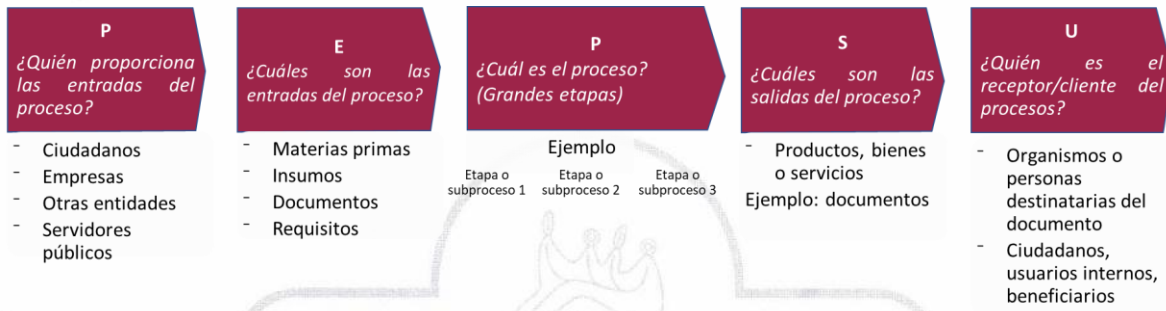 P
¿Quién proporciona
las entradas del
proceso?
- Ciudadanos
- Empresas
- Otras entidades
- Servidores
públicos
E
¿Cuáles son las
entradas del proceso?
- Materias primas
- Insumos
- Documentos
- Requisitos
P
¿Cuál es el proceso?
(Grandes etapas)
Ejemplo
Etapa o
subproceso 1
Etapa o
subproceso 2
Etapa o
subproceso 3
S
¿Cuáles son las
salidas del proceso?
- Productos, bienes
o servicios
Ejemplo: documentos
U
¿Quién es el
receptor/cliente del
procesos?
- Organismos o
personas
destinatarias del
documento
- Ciudadanos,
usuarios internos,
beneficiarios